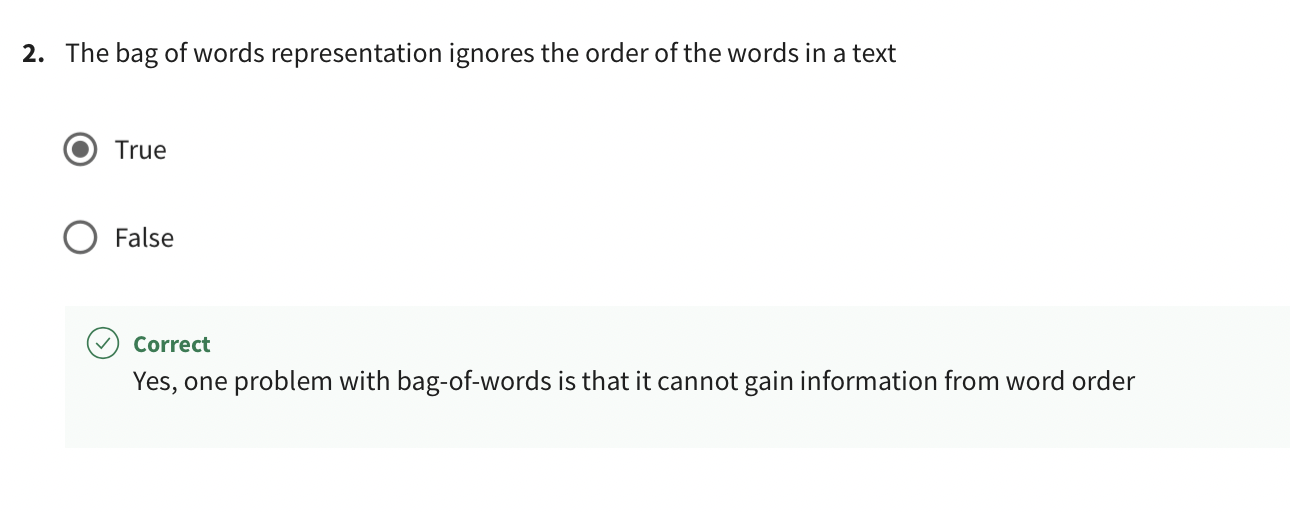 2. The bag of words representation ignores the order of the words in a text
True
False
Correct
Yes, one problem with bag-of-words is that it cannot gain information from word order